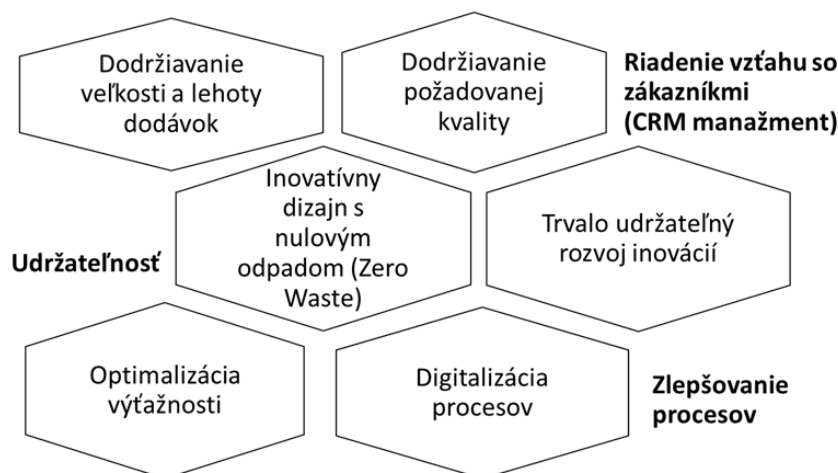 Dodržiavanie
veľkosti a lehoty
dodávok
Dodržiavanie
požadovanej
kvality
Riadenie vzťahu so
zákazníkmi
(CRM manažment)
Udržateľnosť
Inovatívny
dizajn s
nulovým
odpadom (Zero
Waste)
Trvalo udržateľný
rozvoj inovácií
Optimalizácia
výťažnosti
Digitalizácia
procesov
Zlepšovanie
procesov